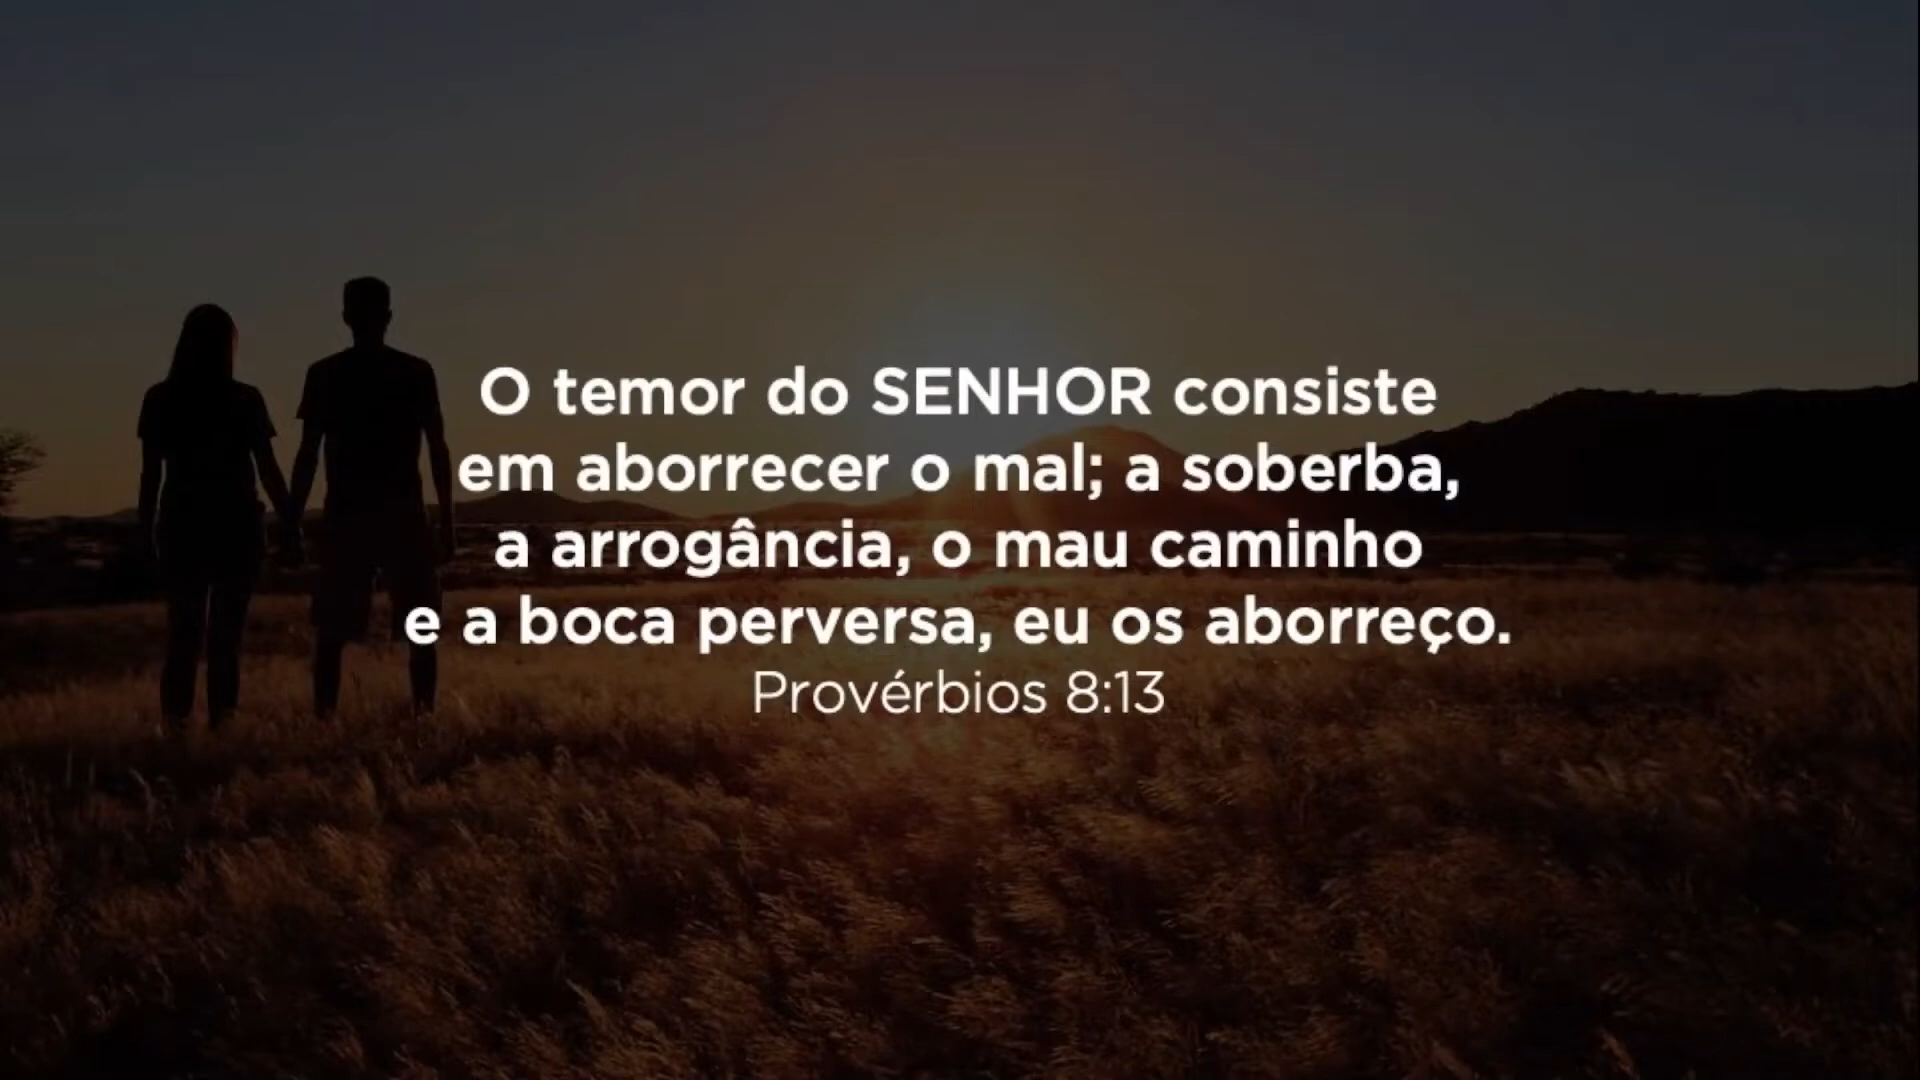 O temor do SENHOR consiste
em aborrecer o mal; a soberba,
a arrogância, o mau caminho
e a boca perversa, eu os aborreço.
Provérbios 8:13